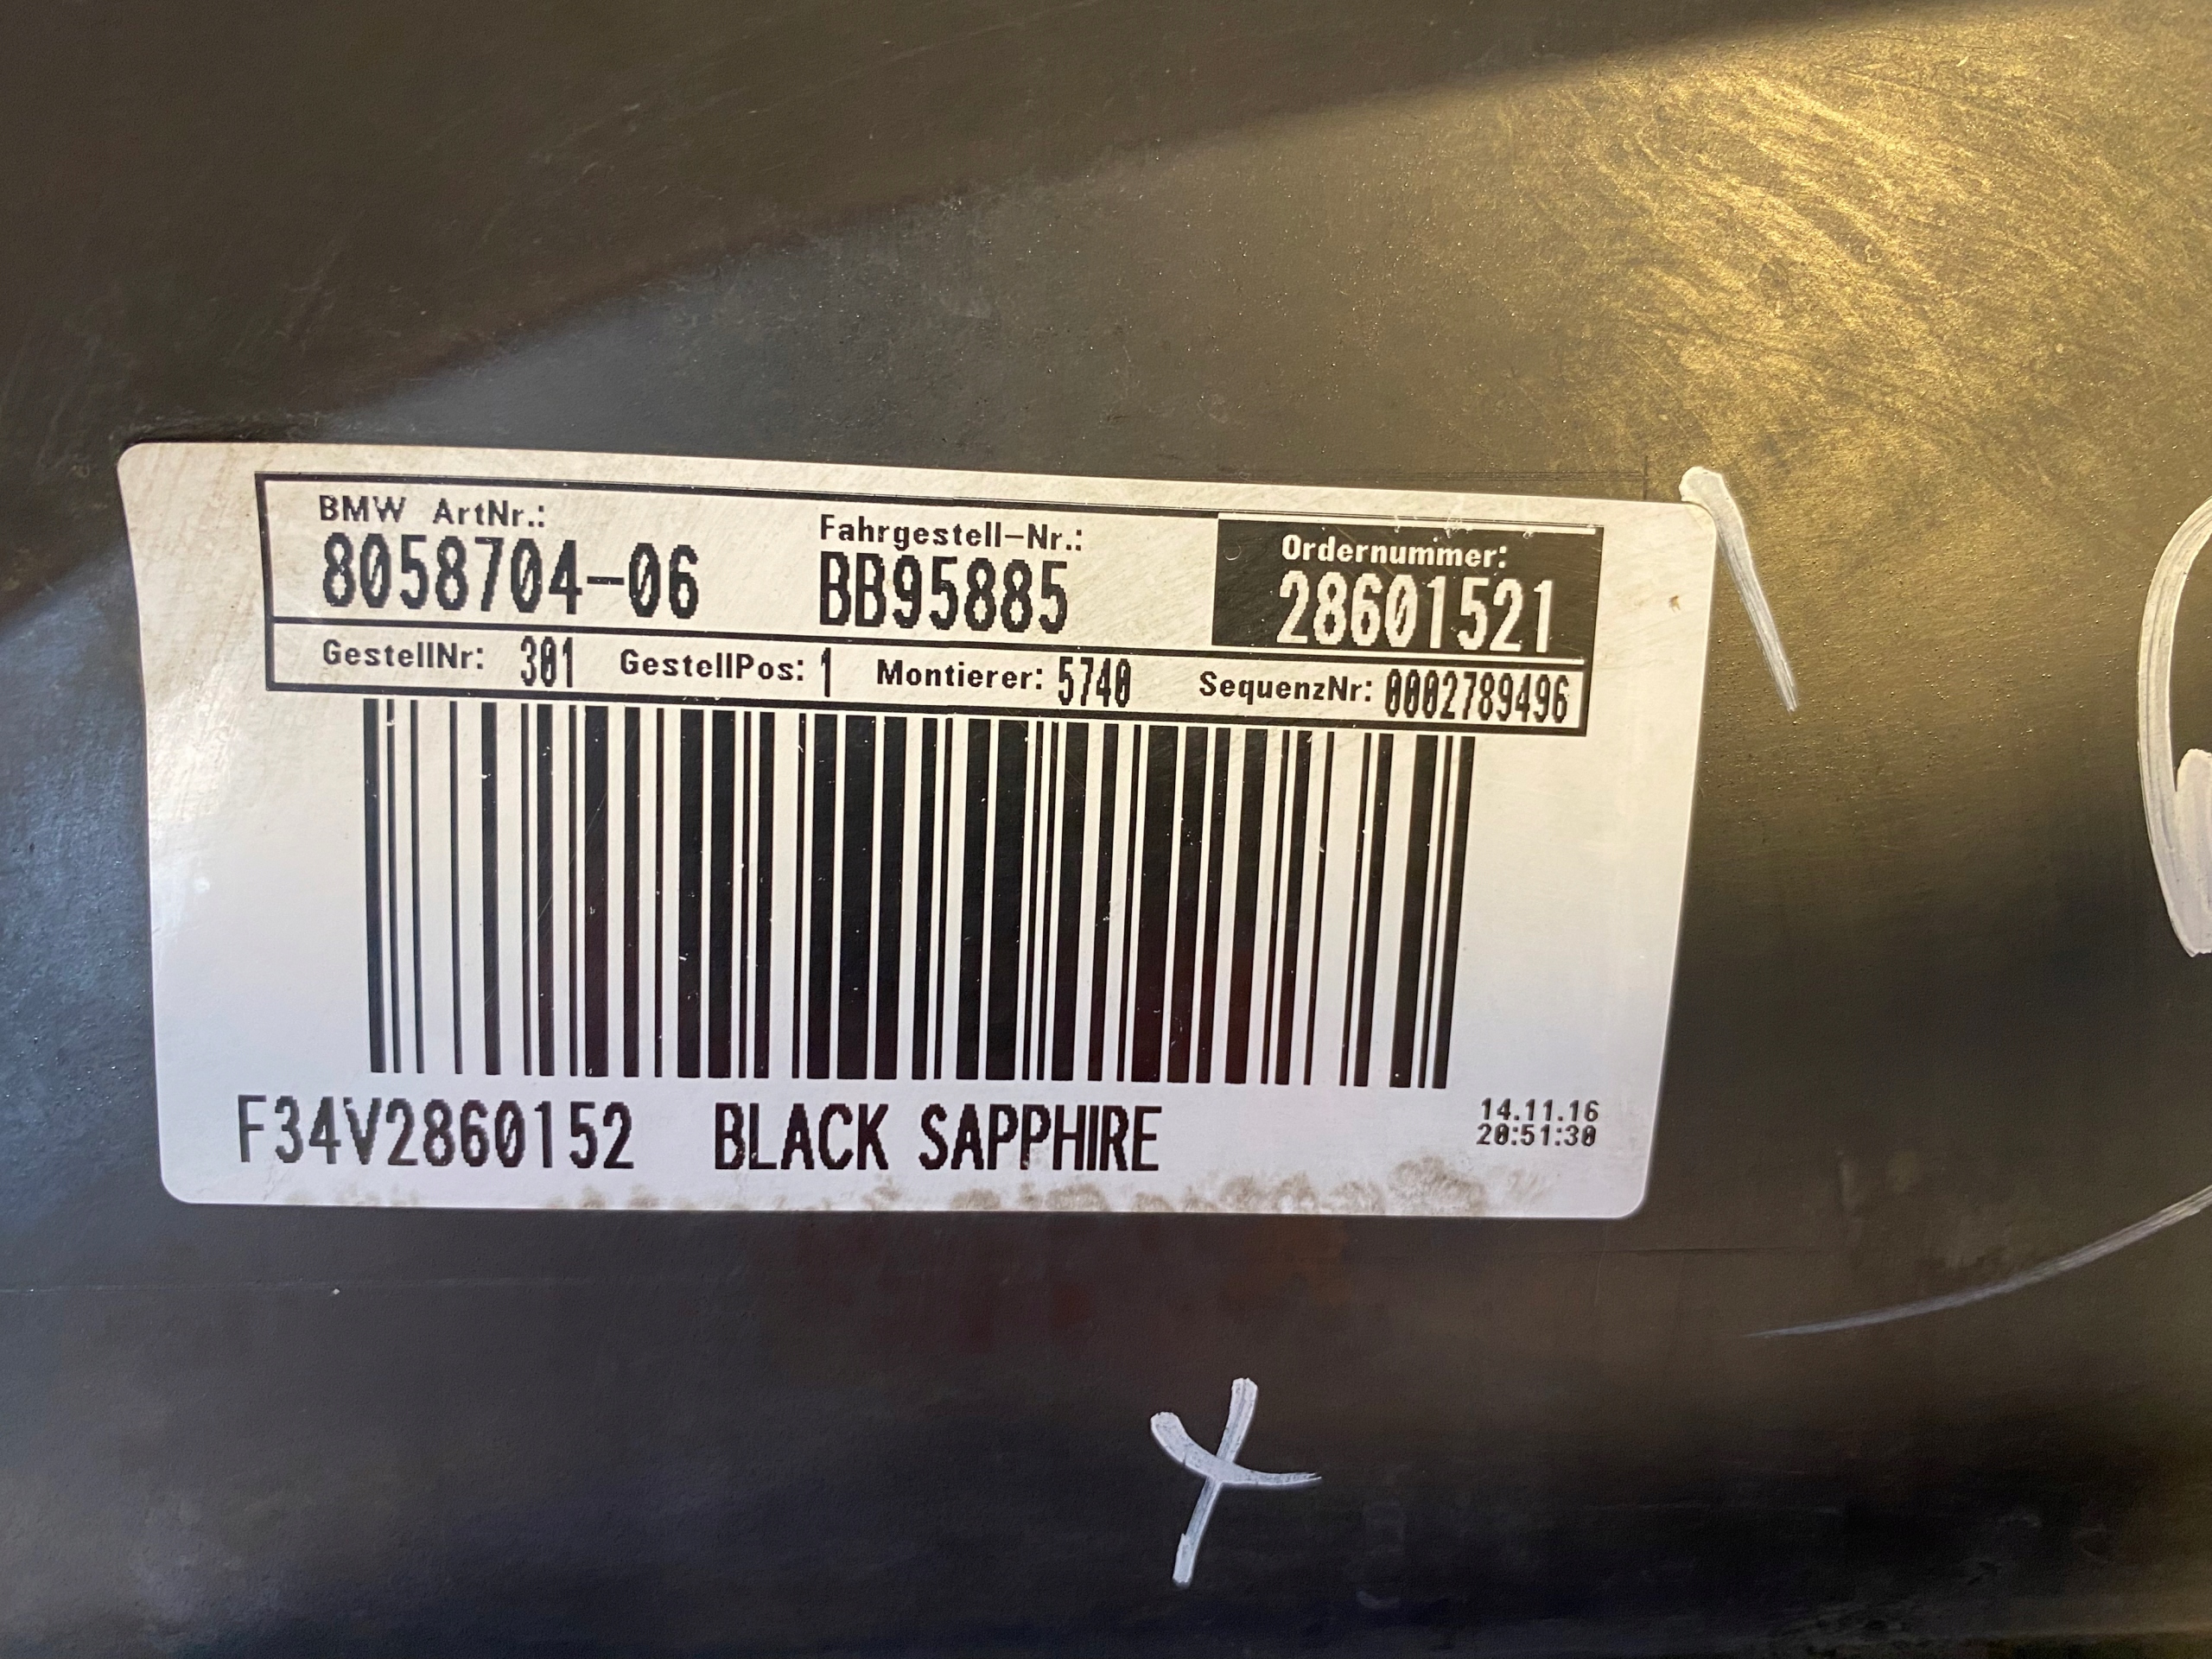 BMW ArtNr.: Fahrgestell-Nr.: Ordernummer:
8058704-06 BB95885 28601521
GestellNr: 301 GestellPos: 1 Montierer: 5740 SequenzNr: 0002789496
F34V2860152 BLACK SAPPHIRE
14.11.16
20:51:30